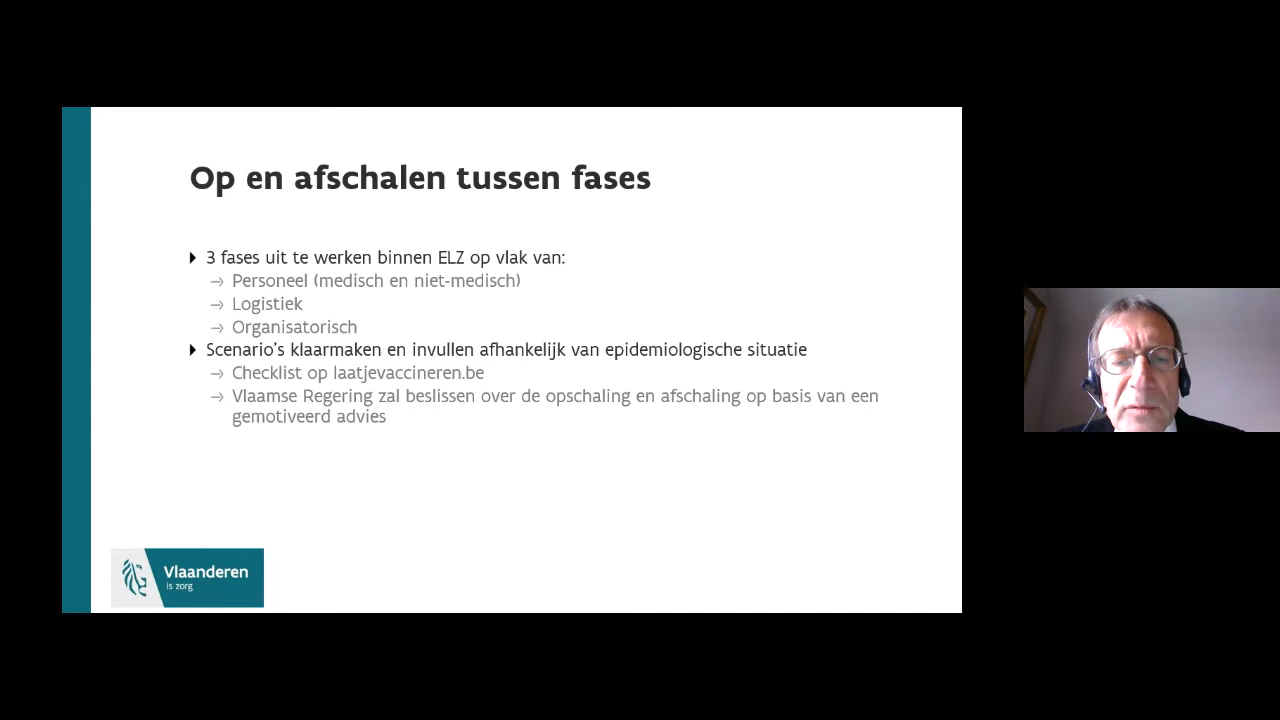 Op en afschalen tussen fases
3 fases uit te werken binnen ELZ op vlak van:
Personeel (medisch en niet-medisch)
Logistiek
Organisatorisch
Scenario's klaarmaken en invullen afhankelijk van epidemiologische situatie
Checklist op laatjevaccineren.be
Vlaamse Regering zal beslissen over de opschaling en afschaling op basis van een
gemotiveerd advies
Vlaanderen
is zorg